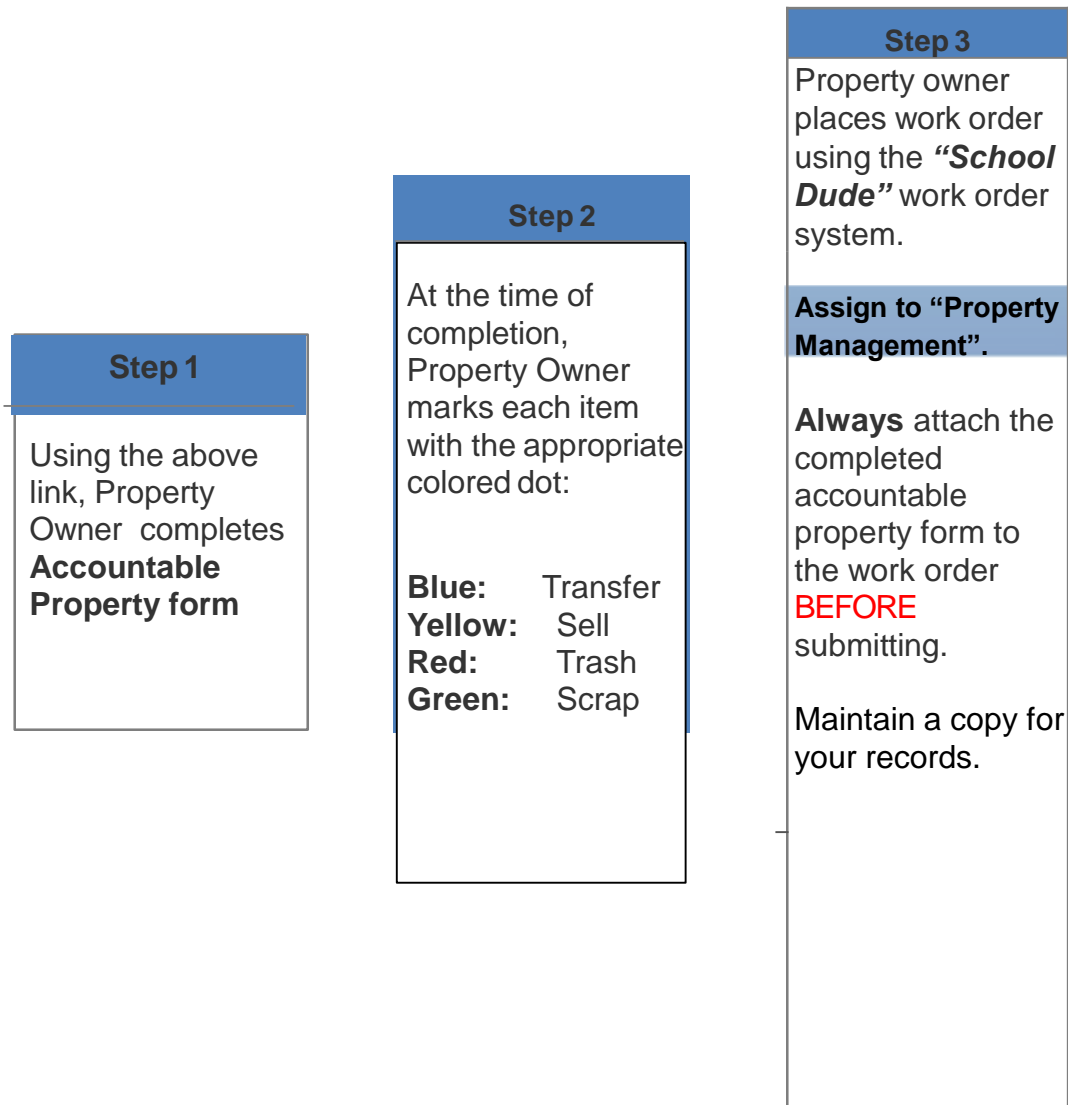 Step 1
Using the above
link, Property
Owner completes
Accountable
Property form
Step 2
At the time of
completion,
Property Owner
marks each item
with the appropriate
colored dot:
Blue: Transfer
Yellow: Sell
Red: Trash
Green: Scrap
Step 3
Property owner
places work order
using the “School
Dude” work order
system.
Assign to “Property
Management”.
Always attach the
completed
accountable
property form to
the work order
BEFORE
submitting.
Maintain a copy for
your records.